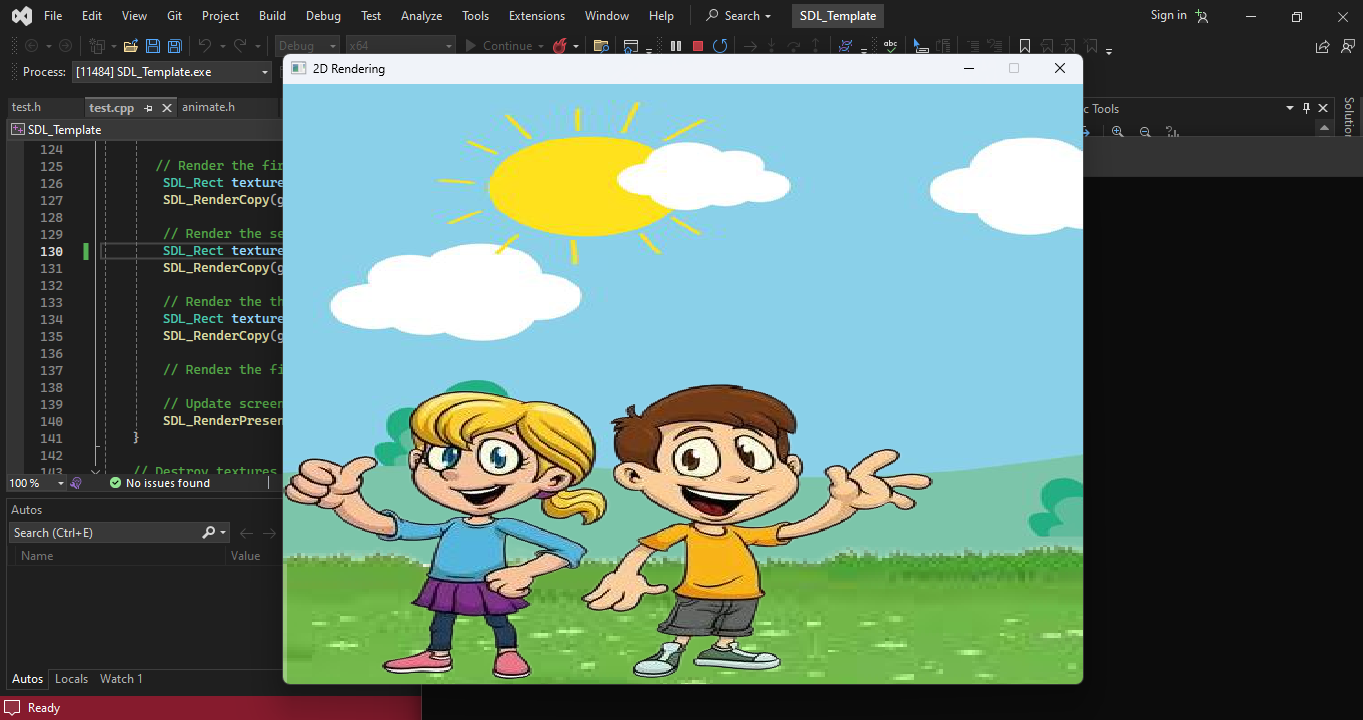 File Edit View Git Project Build Debug Test Analyze Tools Extensions Window Help Search SDL_Template Sign in
Debug x64 Continue
Process: [11484] SDL_Template.exe
2D Rendering
test.h test.cpp animate.h
c Tools
Solution
SDL_Template
124
125 // Render the fir
126 SDL_Rect texture
127 SDL_RenderCopy(g
128
129 // Render the se
130 SDL_Rect texture
131 SDL_RenderCopy(g
132
133 // Render the th
134 SDL_Rect texture
135 SDL_RenderCopy(g
136
137 // Render the fi
138
139 // Update screen
140 SDL_RenderPresen
141 }
142
143 // Destroy textures
100 % No issues found
Autos
Search (Ctrl+E)
Name Value
Autos Locals Watch 1
Ready